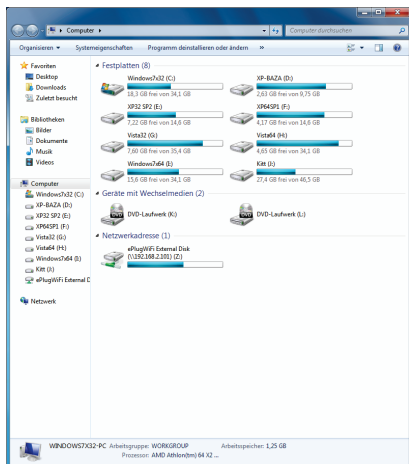 Computer
Computer durchsuchen
Organisieren
Systemeigenschaften
Programm deinstallieren oder ändern
»
Favoriten
Desktop
Downloads
Zuletzt besucht
Bibliotheken
Bilder
Dokumente
Musik
Videos
Computer
Windows7x32 (C:)
XP-BAZA (D:)
XP32 SP2 (E:)
XP64SP1 (F:)
Vista32 (G:)
Vista64 (H:)
Windows7x64 (I:)
Kitt (J:)
ePlugWiFi External D
Netzwerk
Festplatten (8)
Windows7x32 (C:)
18,3 GB frei von 34,1 GB
XP-BAZA (D:)
2,63 GB frei von 9,75 GB
XP32 SP2 (E:)
7,22 GB frei von 14,6 GB
XP64SP1 (F:)
4,17 GB frei von 14,6 GB
Vista32 (G:)
7,60 GB frei von 35,4 GB
Vista64 (H:)
4,65 GB frei von 34,1 GB
Windows7x64 (I:)
15,6 GB frei von 34,1 GB
Kitt (J:)
27,4 GB frei von 46,5 GB
Geräte mit Wechselmedien (2)
DVD
DVD-Laufwerk (K:)
DVD
DVD-Laufwerk (L:)
Netzwerkadresse (1)
ePlugWiFi External Disk
(\\192.168.2.101) (Z:)
WINDOWS7X32-PC Arbeitsgruppe: WORKGROUP Arbeitsspeicher: 1,25 GB
Prozessor: AMD Athlon(tm) 64 X2 ...